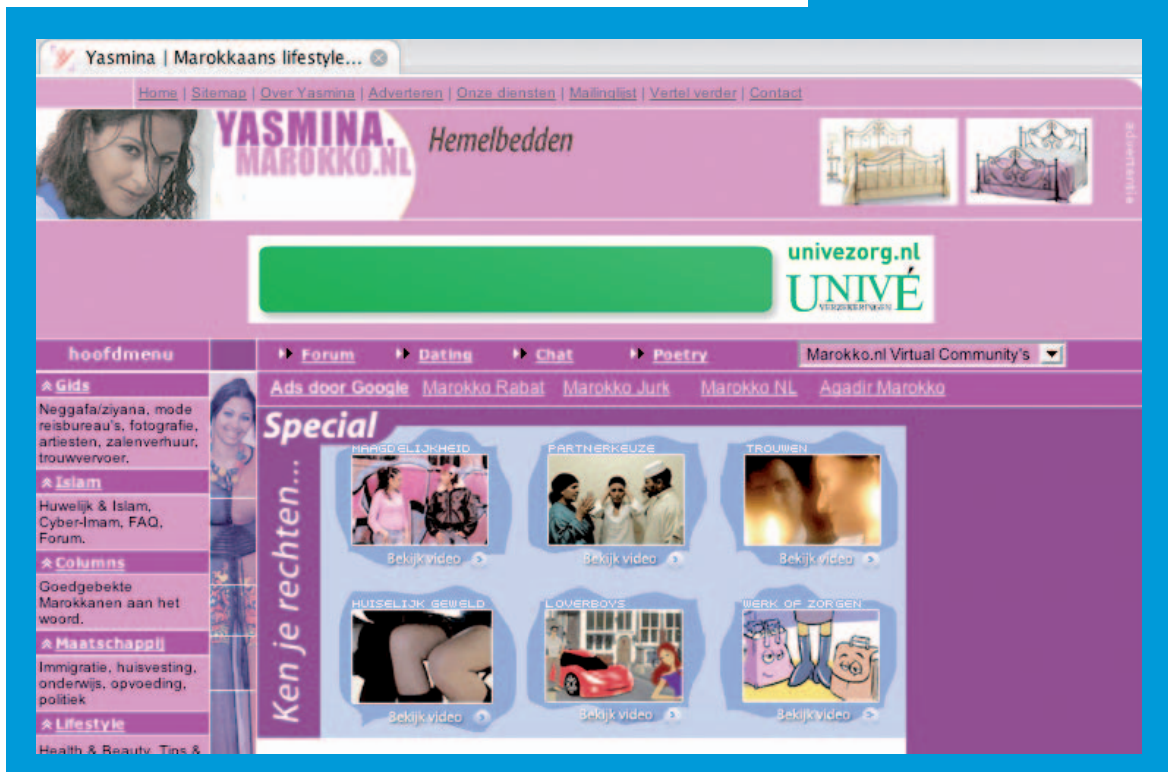 Yasmina | Marokkaans lifestyle...
Home | Sitemap | Over Yasmina | Adverteren | Onze diensten | Mailinglijst | Vertel verder | Contact
YASMINA.
MAROKKO.NL
Hemelbedden
advertentie
univezorg.nl
UNIVÉ
VERZEKERINGEN
hoofdmenu
Forum Dating Chat Poetry Marokko.nl Virtual Community's
Ads door Google Marokko Rabat Marokko Jurk Marokko NL Agadir Marokko
Gids
Neggafa/ziyana, mode
reisbureau's, fotografie,
artiesten, zalenverhuur,
trouwvervoer.
Islam
Huwelijk & Islam,
Cyber-Imam, FAQ,
Forum.
Columns
Goedgebekte
Marokkanen aan het
woord.
Maatschappij
Immigratie, huisvesting,
onderwijs, opvoeding,
politiek
Lifestyle
Health & Beauty, Tips &
Special
Ken je rechten...
MAAGDELIJKHEID PARTNERKEUZE TROUWEN
Bekijk video Bekijk video Bekijk video
HUISELIJK GEWELD LOVERBOYS WERK OF ZORGEN
Bekijk video Bekijk video Bekijk video